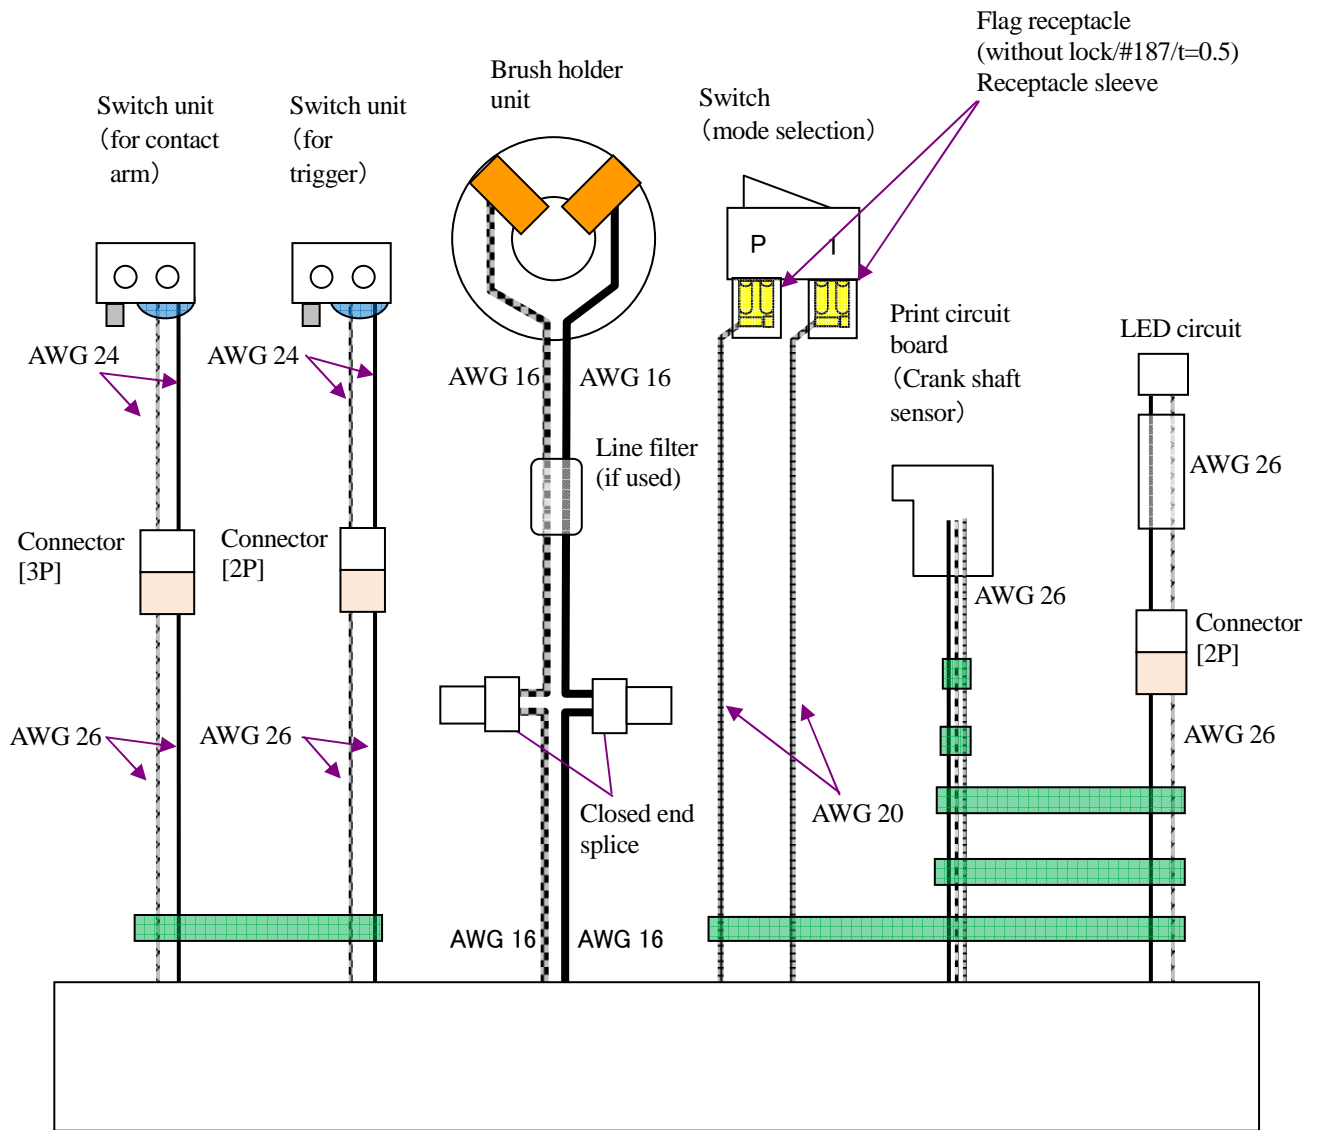 Flag receptacle
(without lock/#187/t=0.5)
Receptacle sleeve
Brush holder
unit
Switch
（mode selection）
Switch unit
（for contact
arm）
Switch unit
（for
trigger）
P
I
Print circuit
board
（Crank shaft
sensor）
LED circuit
AWG 24
AWG 24
AWG 16
AWG 16
Line filter
(if used)
AWG 26
Connector
[3P]
Connector
[2P]
AWG 26
Connector
[2P]
AWG 26
AWG 26
AWG 26
AWG 20
Closed end
splice
AWG 16
AWG 16